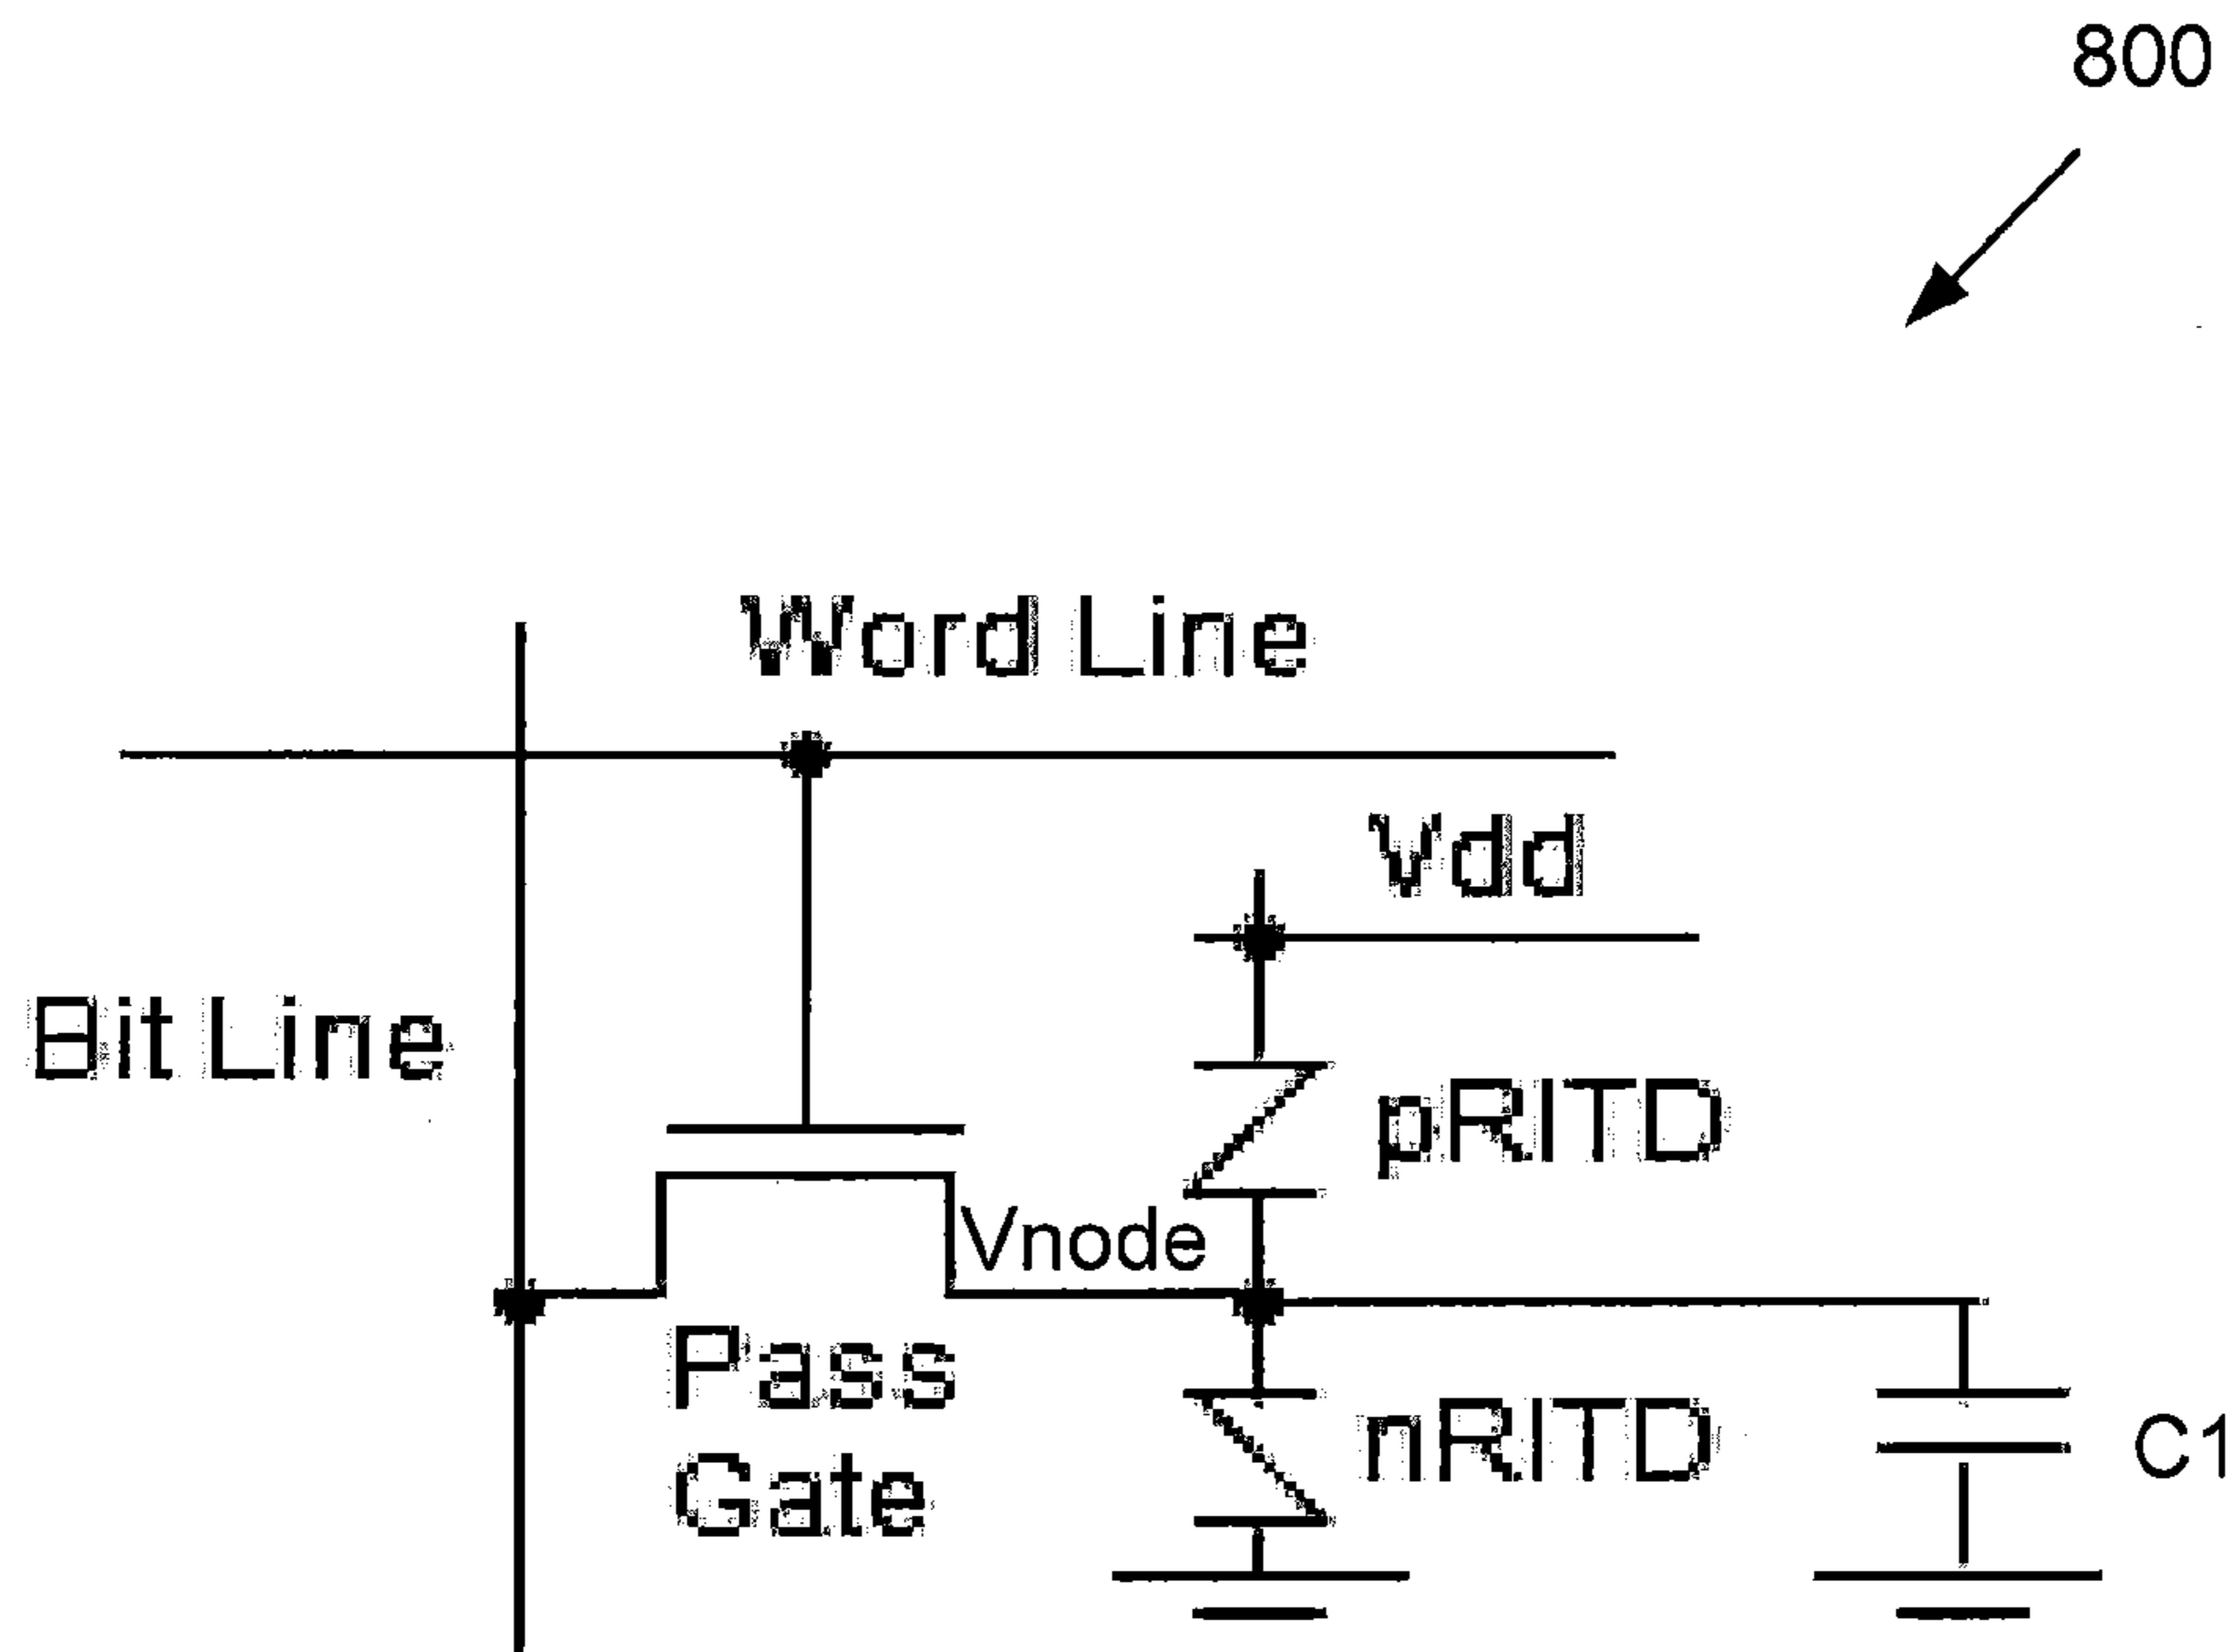 800
Word Line
Vdd
Bit Line
pRITD
Vnode
Pass
Gate
nRITD
C1